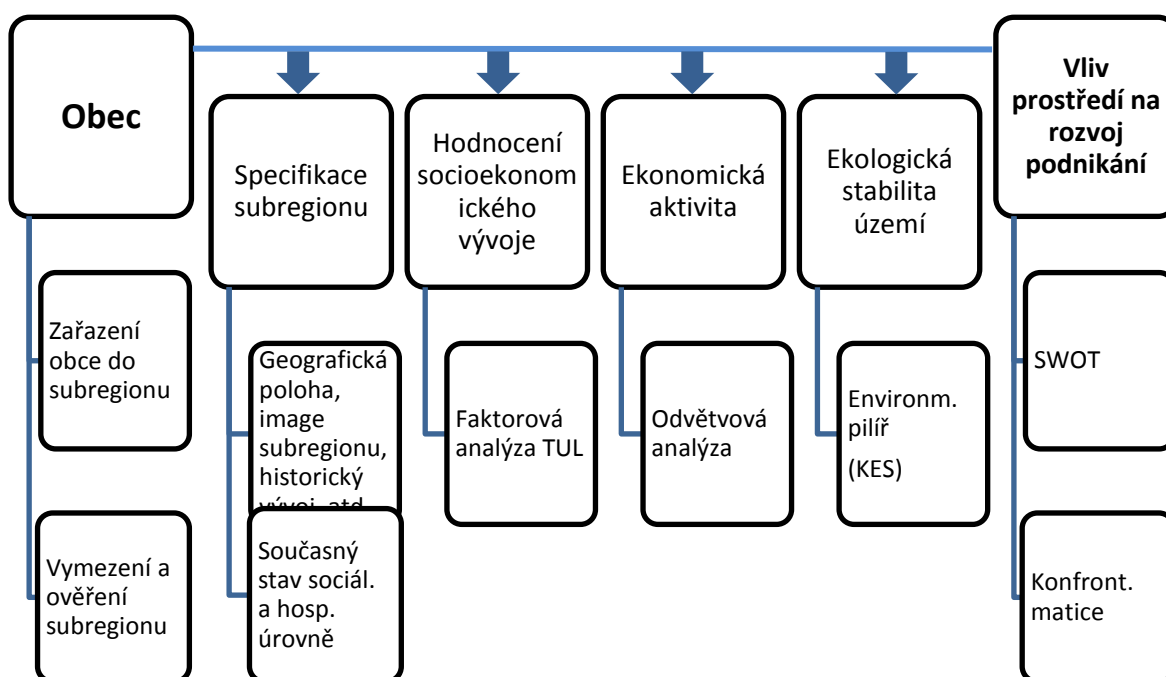 Obec
Zařazení
obce do
subregionu
Vymezení a
ověření
subregionu
Specifikace
subregionu
Geografická
poloha,
image
subregionu,
historický
vývoj, atd
Současný
stav sociál.
a hosp.
úrovně
Hodnocení
socioekonom
ického
vývoje
Faktorová
analýza TUL
Ekonomická
aktivita
Odvětvová
analýza
Ekologická
stabilita
území
Environm.
pilíř
(KES)
Vliv
prostředí na
rozvoj
podnikání
SWOT
Konfront.
matice